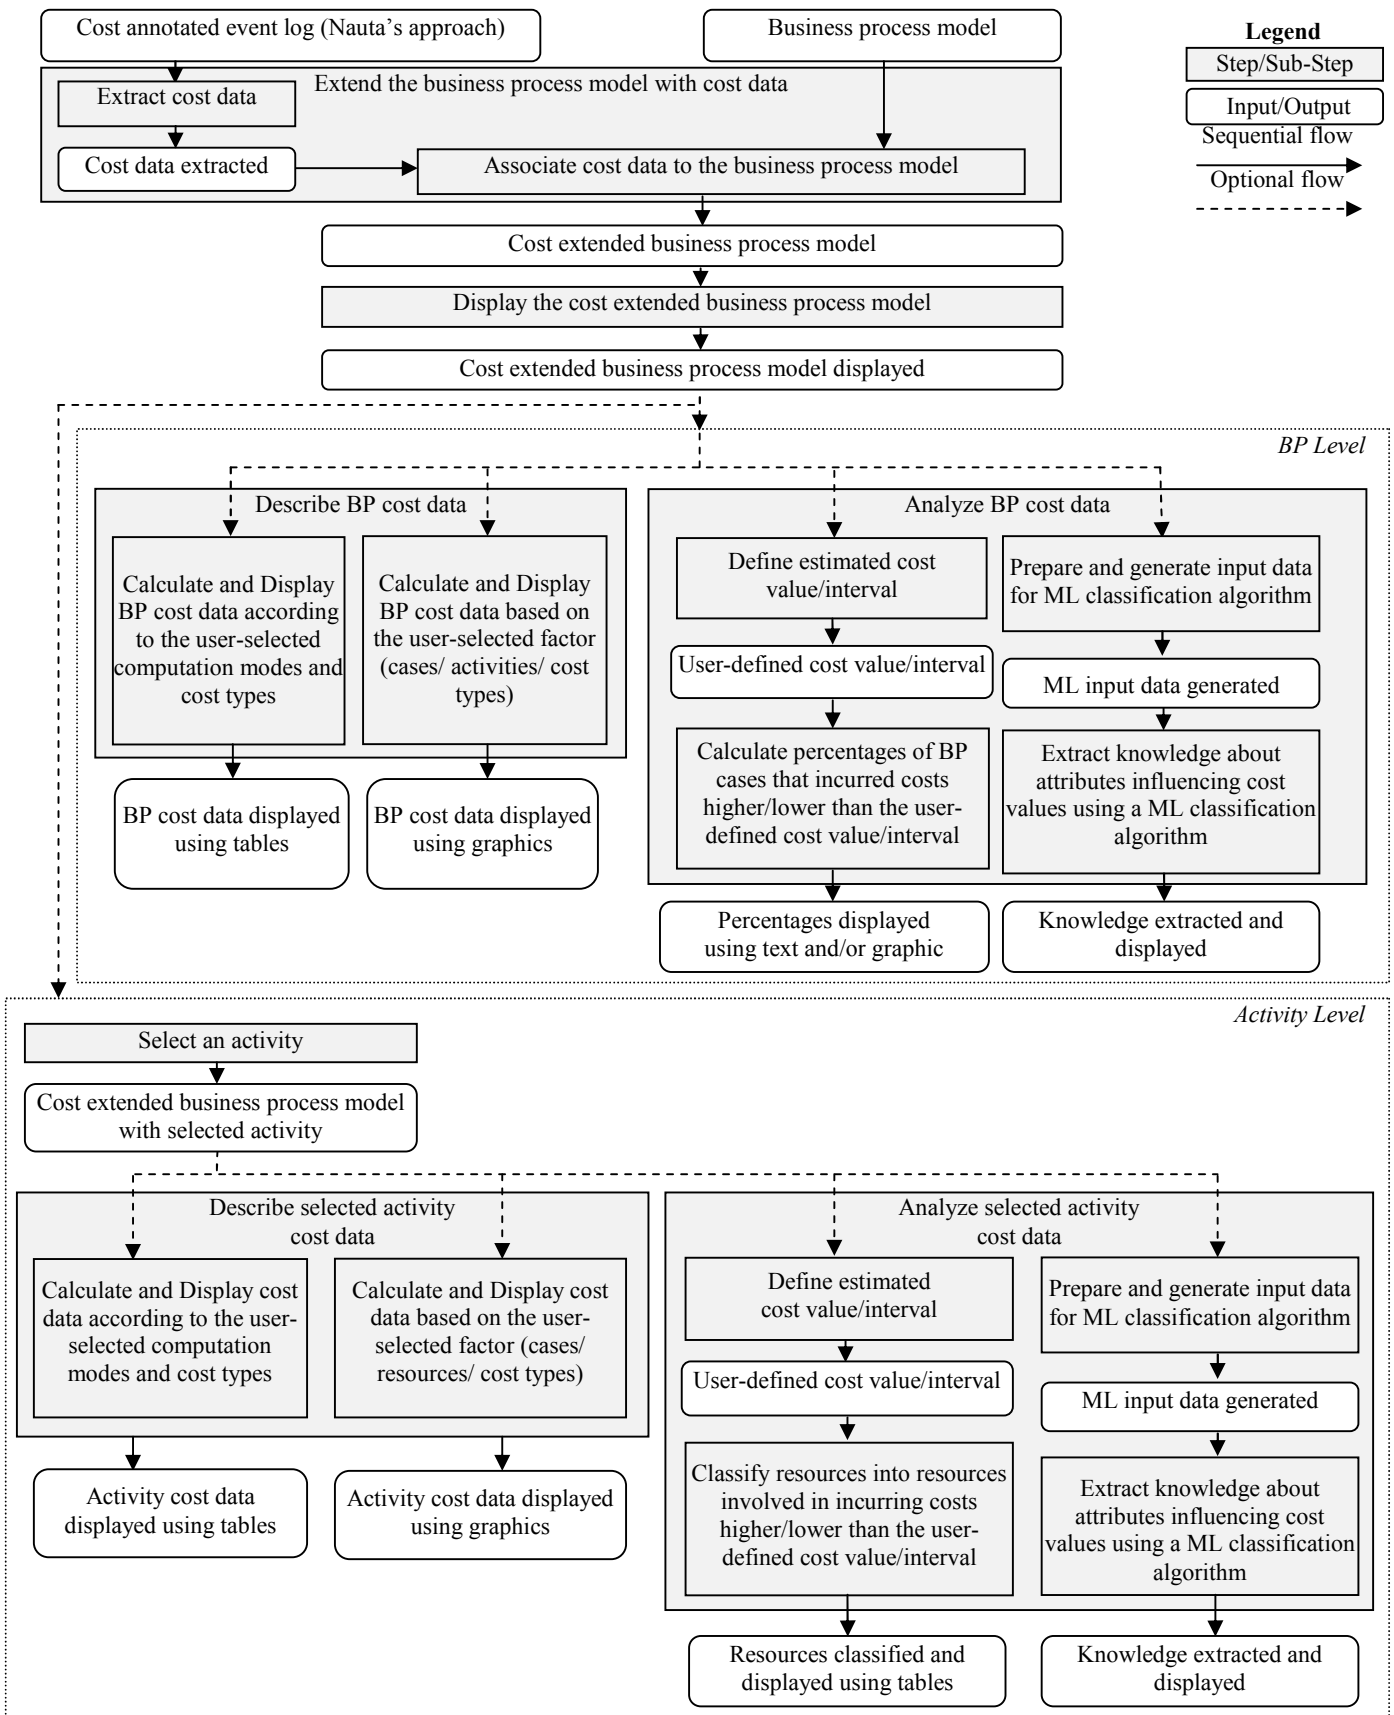 Cost annotated event log (Nauta's approach)
Business process model
Legend
Step/Sub-Step
Input/Output
Sequential flow
Optional flow
Extend the business process model with cost data
Extract cost data
Cost data extracted
Associate cost data to the business process model
Cost extended business process model
Display the cost extended business process model
Cost extended business process model displayed
BP Level
Describe BP cost data
Calculate and Display
BP cost data according
to the user-selected
computation modes and
cost types
Calculate and Display
BP cost data based on
the user-selected factor
(cases/ activities/ cost
types)
BP cost data displayed
using tables
BP cost data displayed
using graphics
Analyze BP cost data
Define estimated cost
value/interval
User-defined cost value/interval
Calculate percentages of BP
cases that incurred costs
higher/lower than the user-
defined cost value/interval
Percentages displayed
using text and/or graphic
Prepare and generate input data
for ML classification algorithm
ML input data generated
Extract knowledge about
attributes influencing cost
values using a ML classification
algorithm
Knowledge extracted and
displayed
Activity Level
Select an activity
Cost extended business process model
with selected activity
Describe selected activity
cost data
Calculate and Display cost
data according to the user-
selected computation
modes and cost types
Calculate and Display cost
data based on the user-
selected factor (cases/
resources/ cost types)
Activity cost data
displayed using tables
Activity cost data displayed
using graphics
Analyze selected activity
cost data
Define estimated
cost value/interval
User-defined cost value/interval
Classify resources into resources
involved in incurring costs
higher/lower than the user-
defined cost value/interval
Resources classified and
displayed using tables
Prepare and generate input data
for ML classification algorithm
ML input data generated
Extract knowledge about
attributes influencing cost
values using a ML classification
algorithm
Knowledge extracted and
displayed